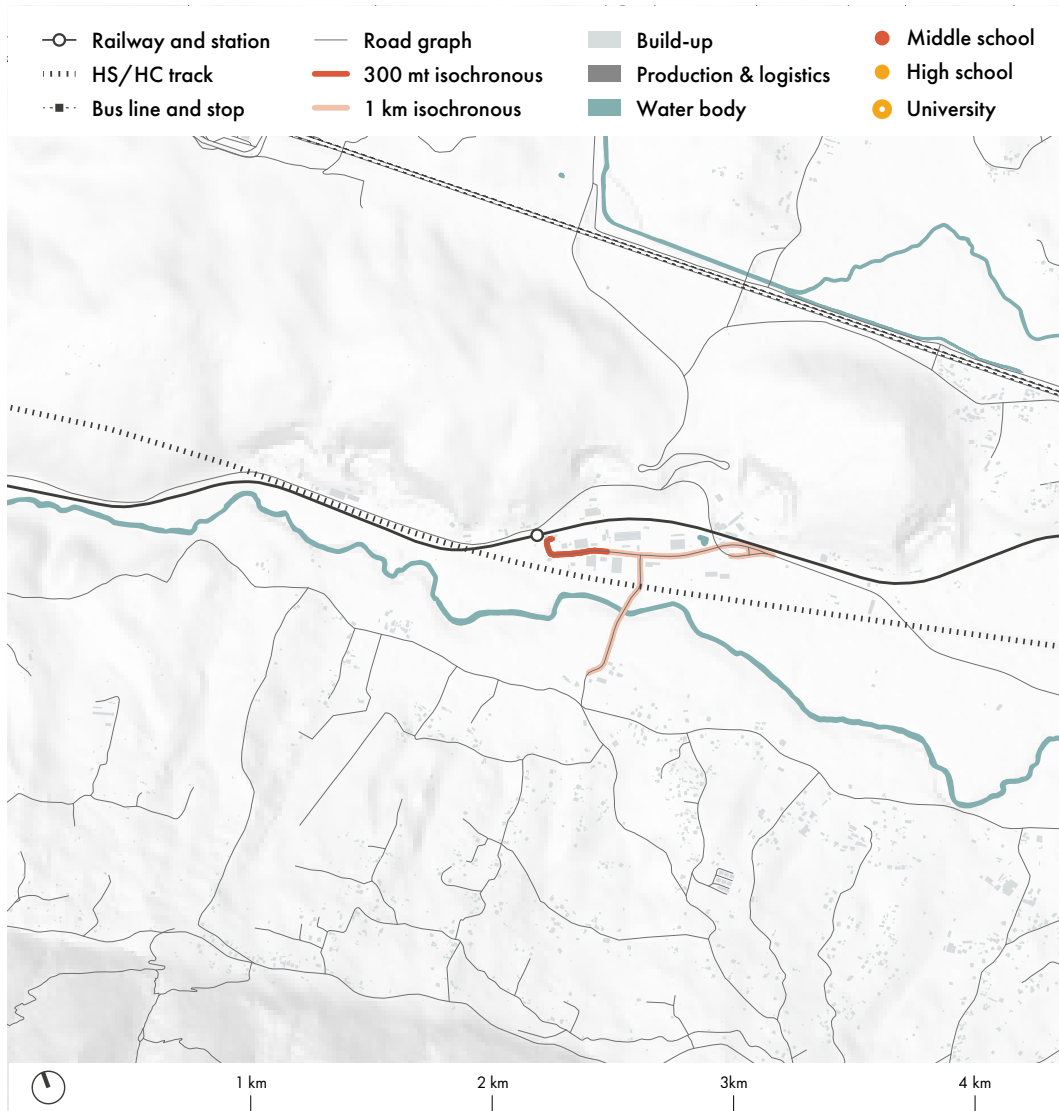 Railway and station
HS/HC track
Bus line and stop
Road graph
300 mt isochronous
1 km isochronous
Build-up
Production & logistics
Water body
Middle school
High school
University
1 km
2 km
3km
4 km